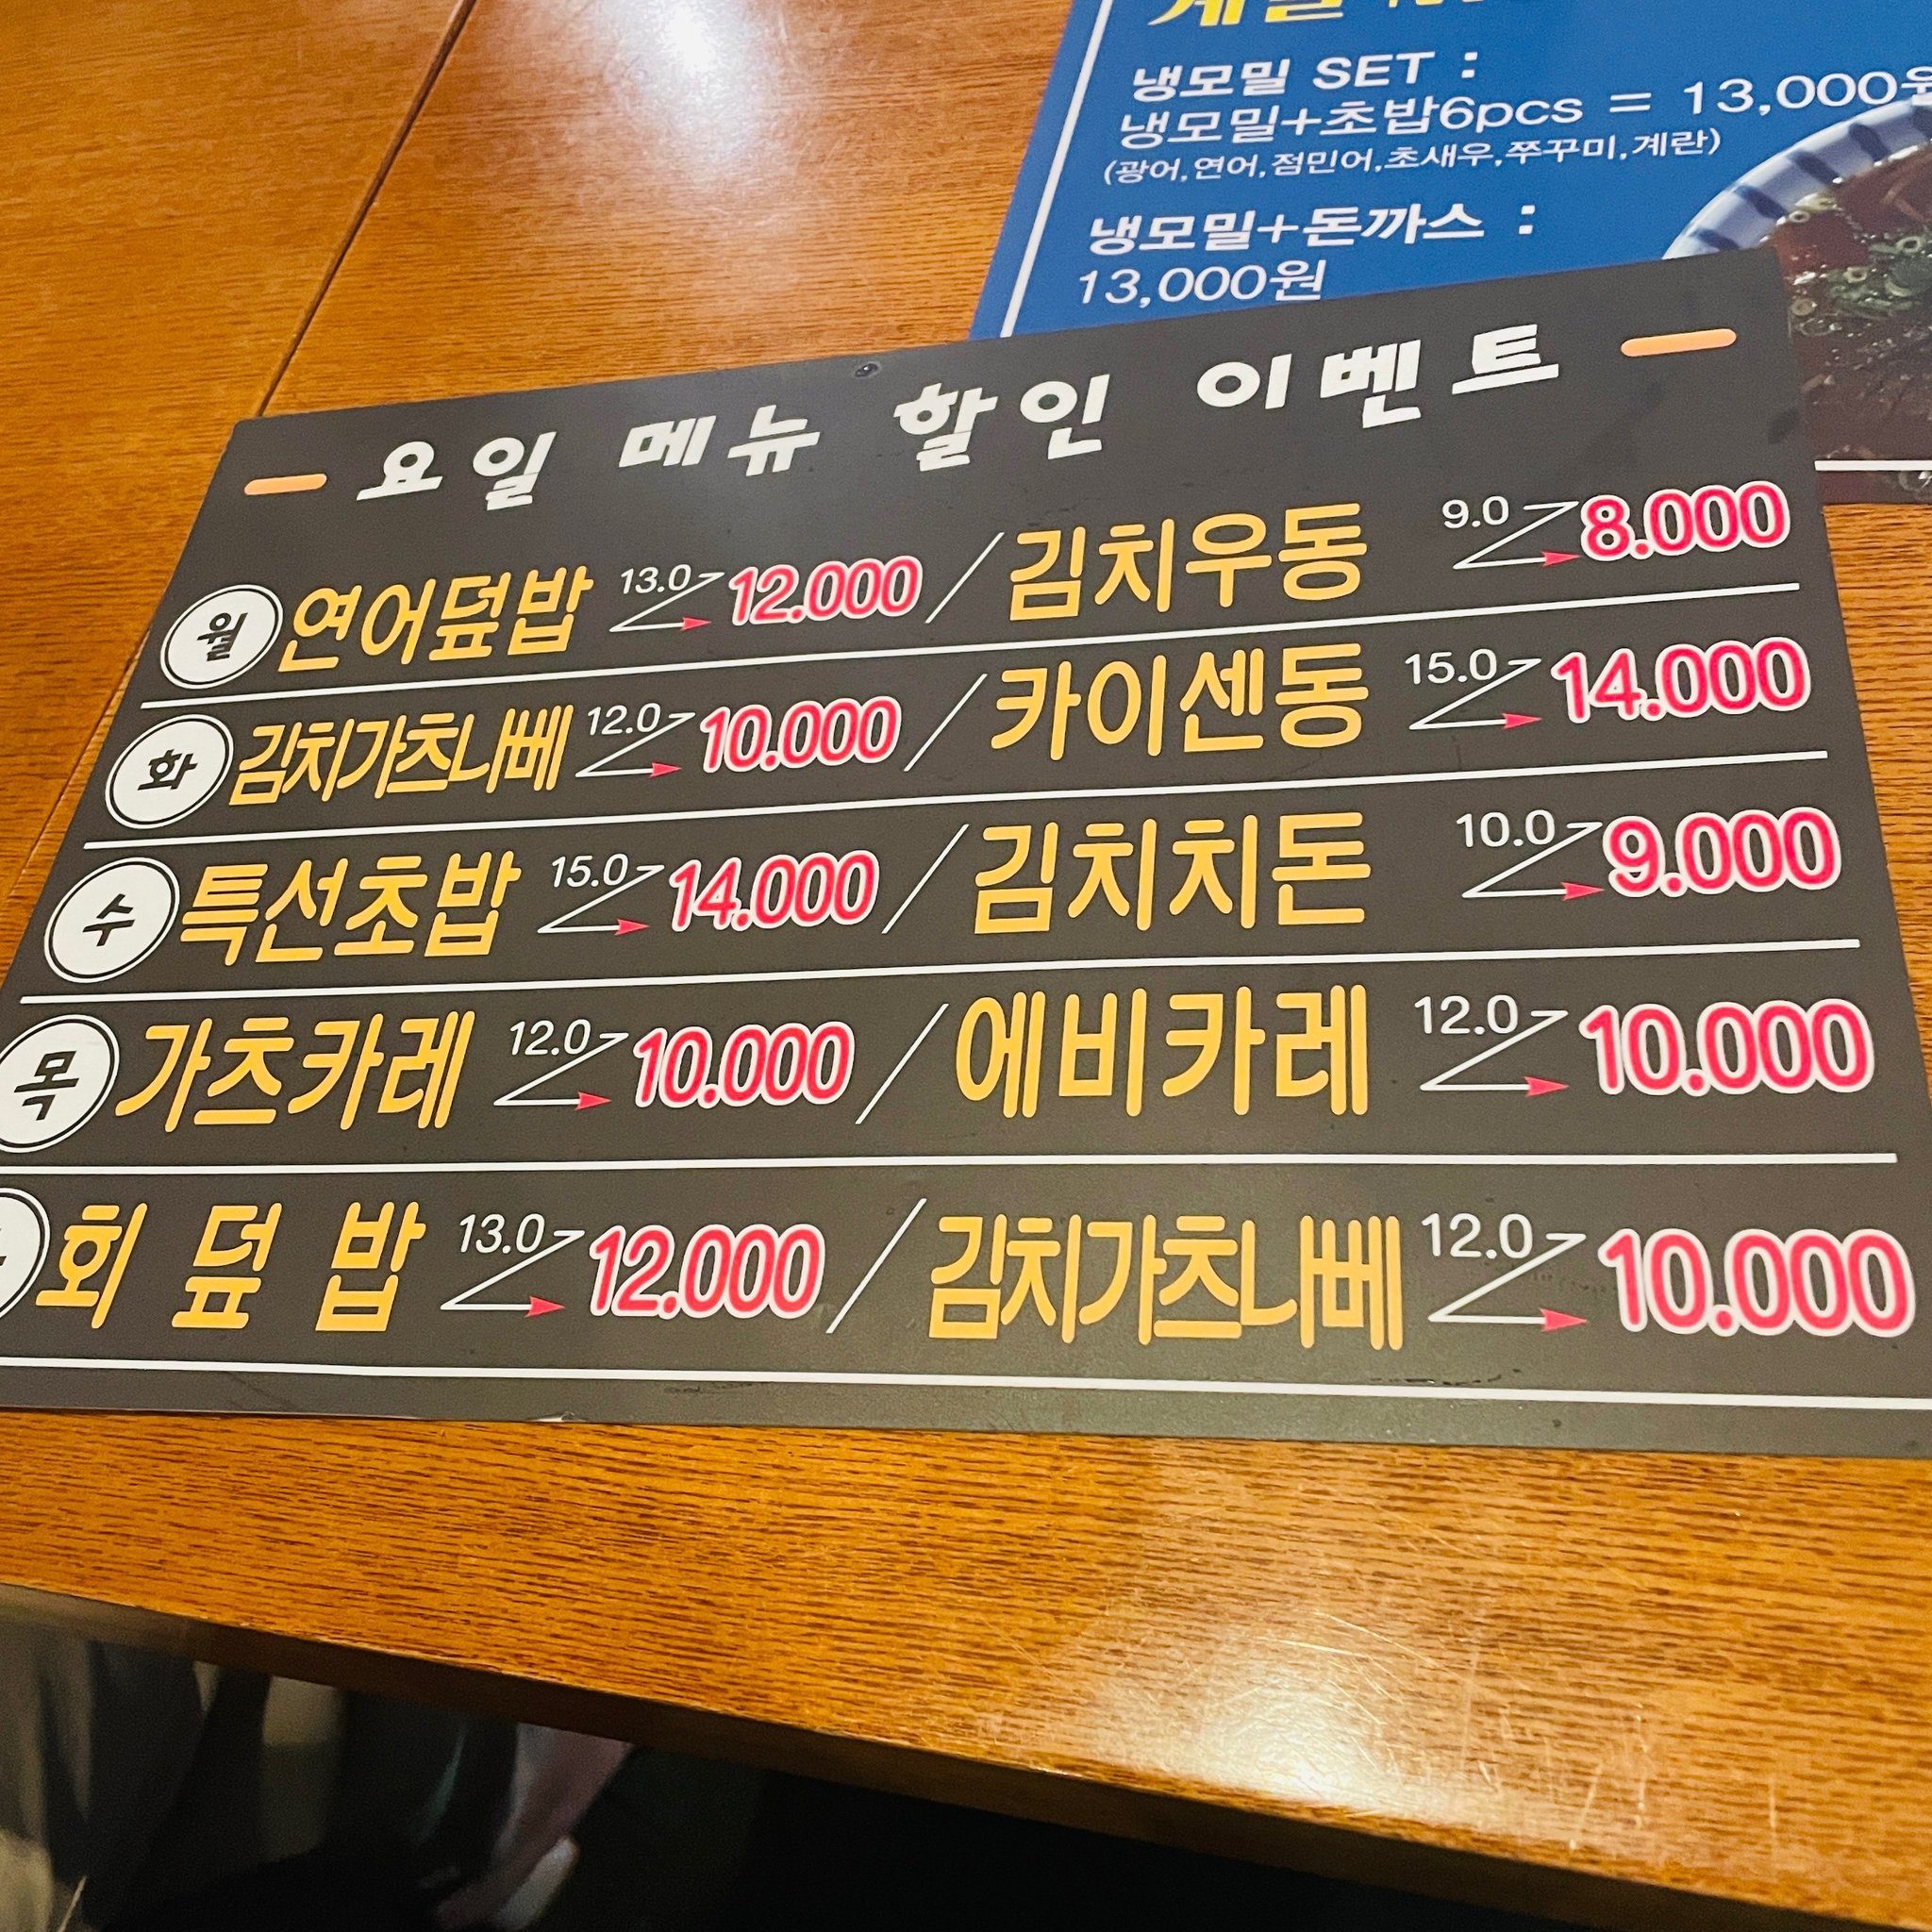 냉모밀 SET :
냉모밀+초밥6pcs = 13,000원
(광어,연어,점민어,초새우,쭈꾸미,계란)
냉모밀+돈까스 :
13,000원
요일 메뉴 할인 이벤트
월 연어덮밥 13.0 12.000 / 김치우동 9.0 8.000
화 김치가츠나베 12.0 10.000 / 카이센동 15.0 14.000
수 특선초밥 15.0 14.000 / 김치치돈 10.0 9.000
목 가츠카레 12.0 10.000 / 에비카레 12.0 10.000
회 덮 밥 13.0 12.000 / 김치가츠나베 12.0 10.000